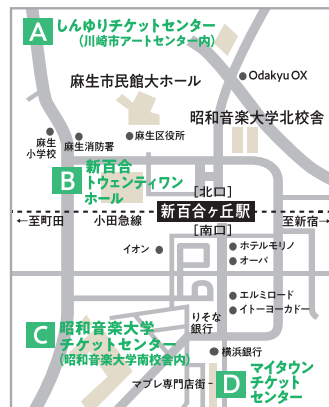 A しんゆりチケットセンター
(川崎市アートセンター内)
Odakyu OX
麻生市民館大ホール
昭和音楽大学北校舎
麻生
小学校
麻生消防署
麻生区役所
B 新百合
トウェンティワン
ホール
[北口]
新百合ヶ丘駅
←至町田
小田急線
至新宿→
[南口]
イオン
ホテルモリノ
オーパ
エルミロード
イトーヨーカドー
りそな
銀行
C 昭和音楽大学
チケットセンター
(昭和音楽大学南校舎内)
横浜銀行
マプレ専門店街
D マイタウン
チケット
センター